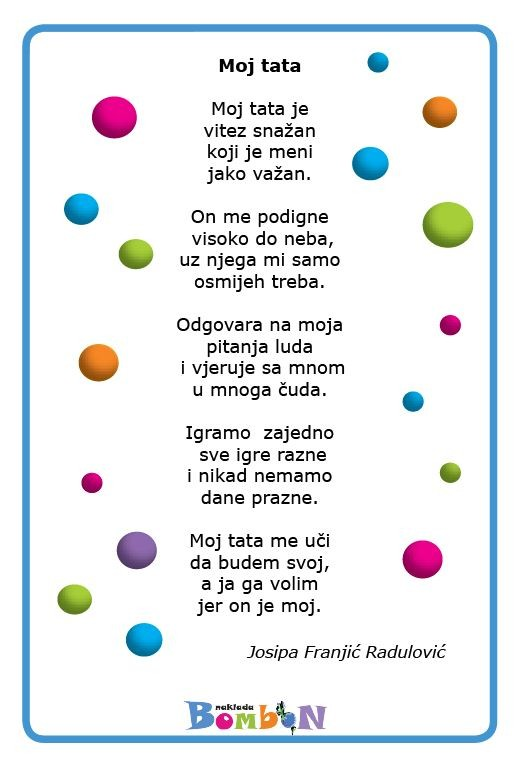 Moj tata
Moj tata je
vitez snažan
koji je meni
jako važan.
On me podigne
visoko do neba,
uz njega mi samo
osmijeh treba.
Odgovara na moja
pitanja luda
i vjeruje sa mnom
u mnoga čuda.
Igramo  zajedno
sve igre razne
i nikad nemamo
dane prazne.
Moj tata me uči
da budem svoj,
a ja ga volim
jer on je moj.
Josipa Franjić Radulović
naklada
BOMBON